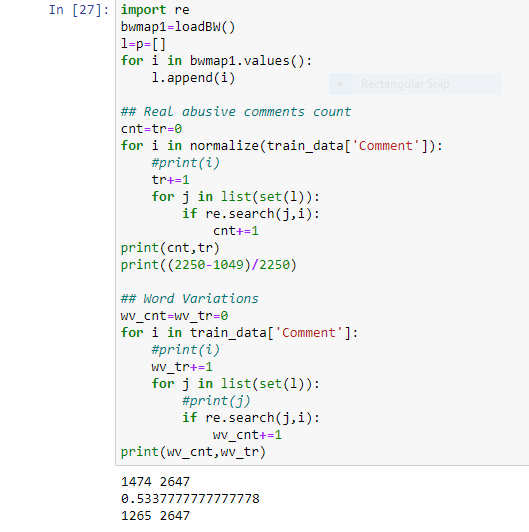 In [27]: import re
bwmap1=loadBW()
l=p=[]
for i in bwmap1.values():
    l.append(i)
Rectangular Snip
## Real abusive comments count
cnt=tr=0
for i in normalize(train_data['Comment']):
    #print(i)
    tr+=1
    for j in list(set(l)):
        if re.search(j,i):
            cnt+=1
print(cnt,tr)
print((2250-1049)/2250)
## Word Variations
wv_cnt=wv_tr=0
for i in train_data['Comment']:
    #print(i)
    wv_tr+=1
    for j in list(set(l)):
        #print(j)
        if re.search(j,i):
            wv_cnt+=1
print(wv_cnt,wv_tr)
1474 2647
0.5337777777777778
1265 2647